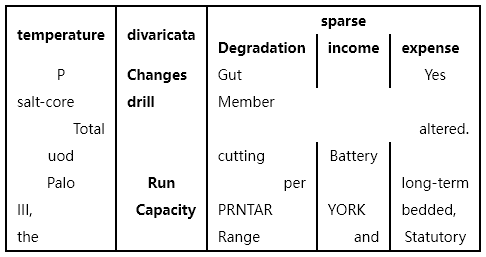 temperature divaricata sparse
Degradation income expense
P Changes Gut Yes
salt-core drill Member
Total altered.
uod cutting Battery
Palo Run per long-term
III, Capacity PRNTAR YORK bedded,
the Range and Statutory